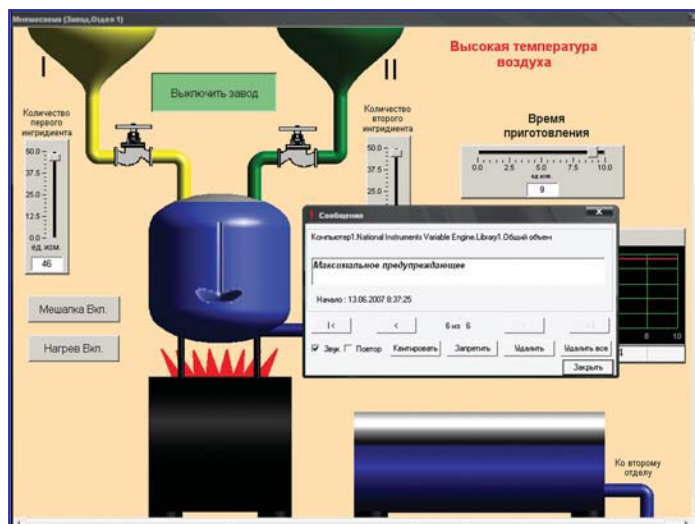 Мнемосхема (Завод.Отдел 1)
I
II
Высокая температура
воздуха
Выключить завод
Количество
первого
ингридиента
50.0
37.5
25.0
12.5
0.0
ед.изм.
46
Количество
второго
ингридиента
50.0
37.5
25.0
Время
приготовления
0.0 2.5 5.0 7.5 10.0
ед.изм.
9
Сообщения
Компьютер1.National Instruments Variable Engine.Library1.Общий объем
Максимальное предупреждающее
Начало : 13.06.2007 8:37:25
|< < 6 из 6
Звук Повтор Квитировать Запретить Удалить Удалить все
Закрыть
8 10
4
Мешалка Вкл.
Нагрев Вкл.
Ко второму
отделу